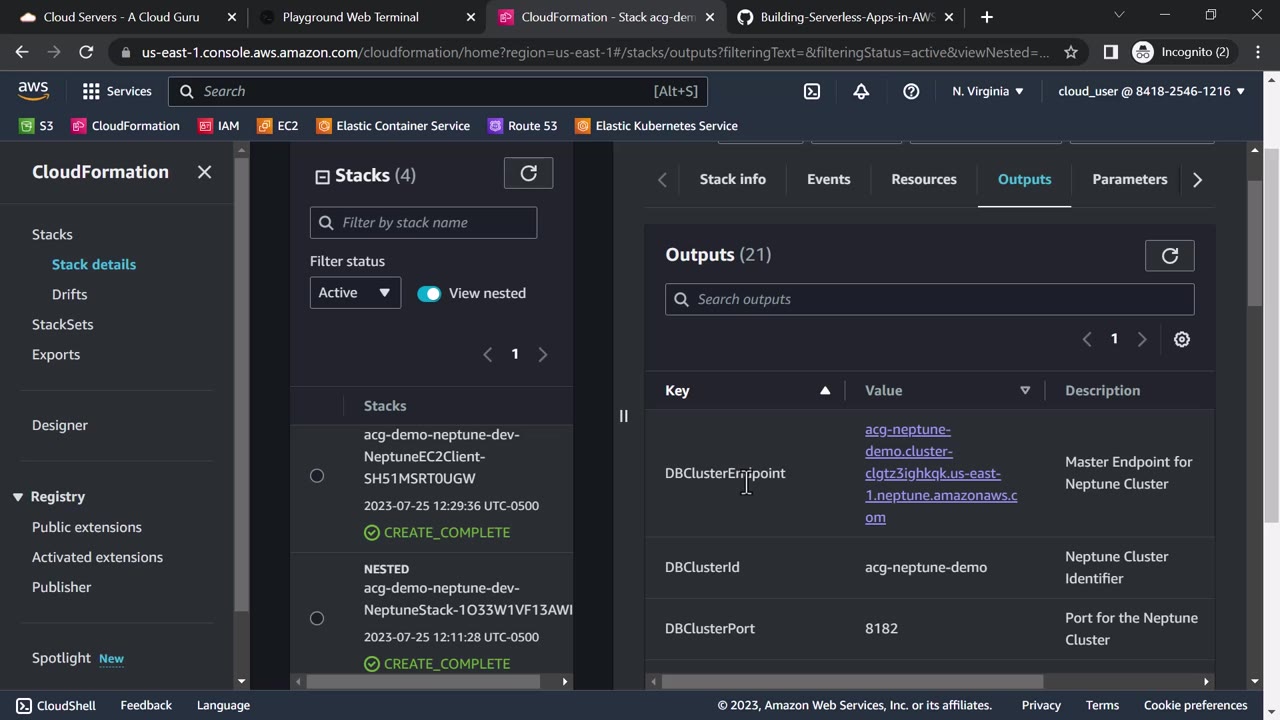 Cloud Servers - A Cloud Guru
Playground Web Terminal
CloudFormation - Stack acg-dem
Building-Serverless-Apps-in-AWS
us-east-1.console.aws.amazon.com/cloudformation/home?region=us-east-1#/stacks/outputs?filteringText=&filteringStatus=active&viewNested=...
Incognito (2)
aws
Services
Search
[Alt+S]
N. Virginia
cloud_user @ 8418-2546-1216
S3
CloudFormation
IAM
EC2
Elastic Container Service
Route 53
Elastic Kubernetes Service
CloudFormation
Stacks
Stack details
Drifts
StackSets
Exports
Designer
Registry
Public extensions
Activated extensions
Publisher
Spotlight New
Stacks (4)
Filter by stack name
Filter status
Active
View nested
1
Stacks
acg-demo-neptune-dev-
NeptuneEC2Client-
SH51MSRT0UGW
2023-07-25 12:29:36 UTC-0500
CREATE_COMPLETE
NESTED
acg-demo-neptune-dev-
NeptuneStack-1O33W1VF13AWI
2023-07-25 12:11:28 UTC-0500
CREATE_COMPLETE
Stack info
Events
Resources
Outputs
Parameters
Outputs (21)
Search outputs
1
Key
Value
Description
DBClusterEndpoint
acg-neptune-
demo.cluster-
clgtz3ighkqk.us-east-
1.neptune.amazonaws.c
om
Master Endpoint for
Neptune Cluster
DBClusterId
acg-neptune-demo
Neptune Cluster
Identifier
DBClusterPort
8182
Port for the Neptune
Cluster
CloudShell
Feedback
Language
© 2023, Amazon Web Services, Inc. or its affiliates.
Privacy
Terms
Cookie preferences